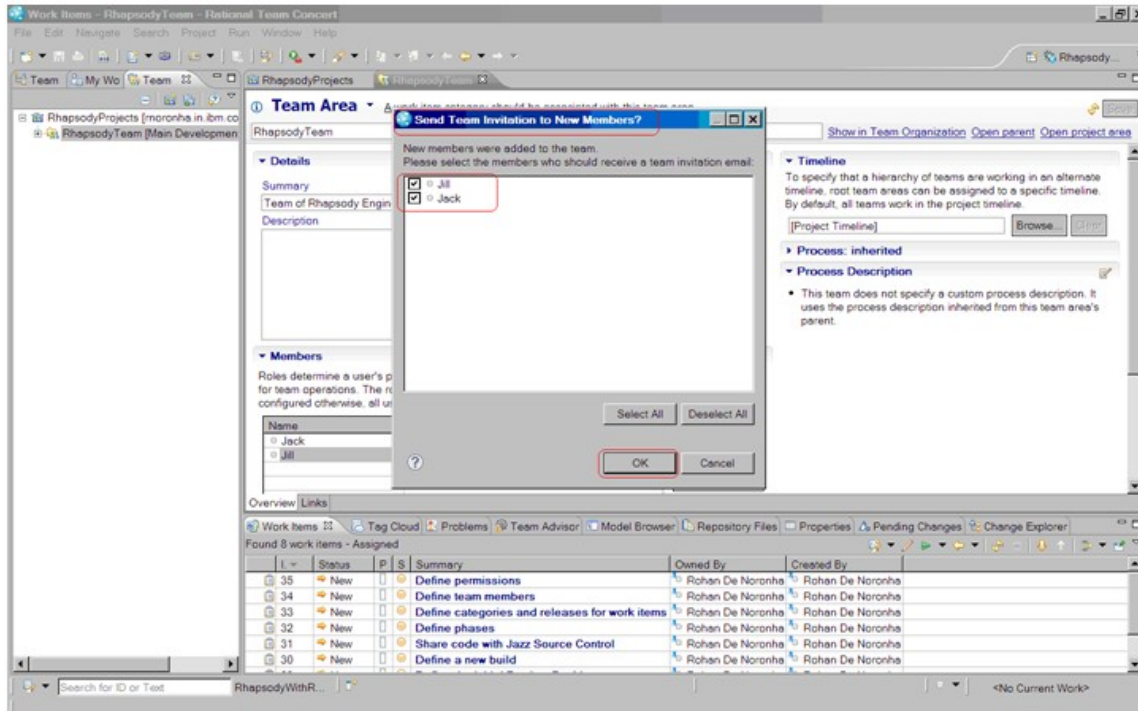 Work Items - RhapsodyTeam - Rational Team Concert
File Edit Navigate Search Project Run Window Help
Rhapsody...
Team My Wo Team
RhapsodyProjects RhapsodyTeam
RhapsodyProjects [rnoronha.in.ibm.co
RhapsodyTeam [Main Developmen
Team Area
A work item category should be associated with this team area
Save
RhapsodyTeam
Show in Team Organization Open parent Open project area
Details
Summary
Team of Rhapsody Engin
Description
Members
Roles determine a user's p
for team operations. The ro
configured otherwise, all us
Name
Jack
Jill
Overview Links
Send Team Invitation to New Members?
New members were added to the team.
Please select the members who should receive a team invitation email:
Jill
Jack
Select All Deselect All
OK Cancel
Timeline
To specify that a hierarchy of teams are working in an alternate
timeline, root team areas can be assigned to a specific timeline.
By default, all teams work in the project timeline.
[Project Timeline] Browse... Clear
Process: inherited
Process Description
This team does not specify a custom process description. It
uses the process description inherited from this team area's
parent.
Work Items Tag Cloud Problems Team Advisor Model Browser Repository Files Properties Pending Changes Change Explorer
Found 8 work items - Assigned
I.. Status P S Summary Owned By Created By
35 New Define permissions Rohan De Noronha Rohan De Noronha
34 New Define team members Rohan De Noronha Rohan De Noronha
33 New Define categories and releases for work items Rohan De Noronha Rohan De Noronha
32 New Define phases Rohan De Noronha Rohan De Noronha
31 New Share code with Jazz Source Control Rohan De Noronha Rohan De Noronha
30 New Define a new build Rohan De Noronha Rohan De Noronha
Search for ID or Text RhapsodyWithR... <No Current Work>